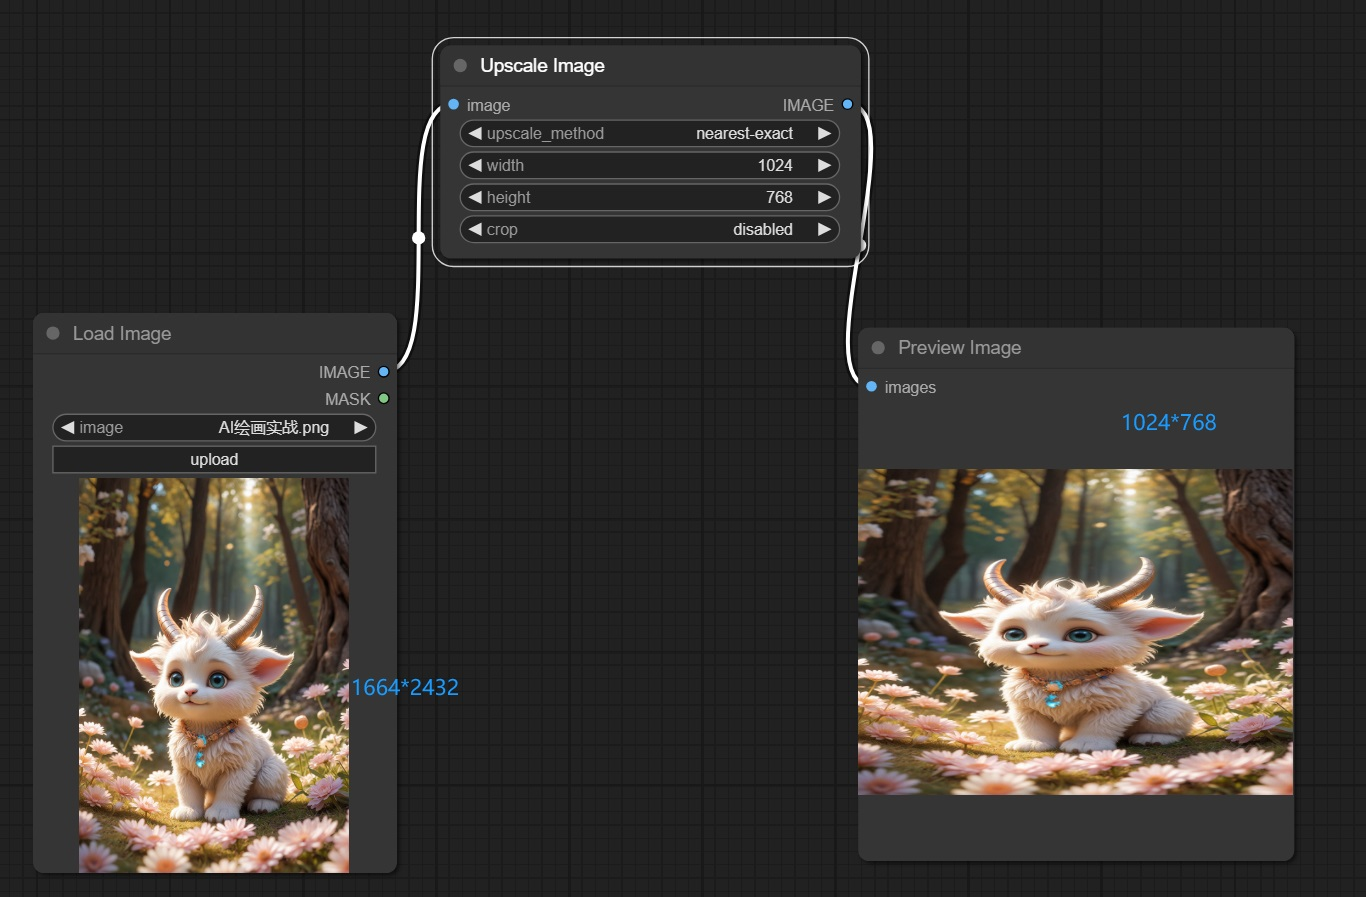 Upscale Image
image IMAGE
upscale_method nearest-exact
width 1024
height 768
crop disabled
Load Image
IMAGE
MASK
image AI绘画实战.png
upload
1664*2432
Preview Image
images
1024*768